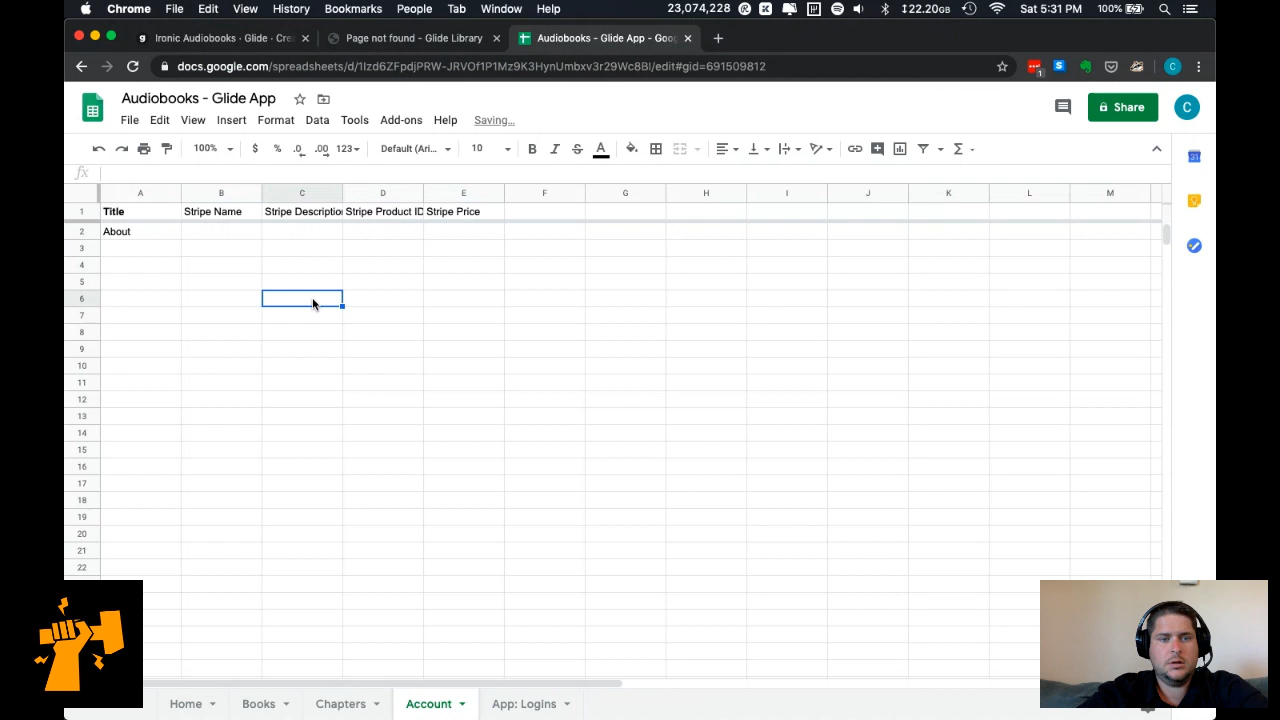 Chrome File Edit View History Bookmarks People Tab Window Help 23,074,228 22.20GB Sat 5:31 PM 100%
Ironic Audiobooks · Glide · Cre Page not found - Glide Library Audiobooks - Glide App - Goo
docs.google.com/spreadsheets/d/1Izd6ZFpdjPRW-JRVOf1P1Mz9K3HynUmbxv3r29Wc8BI/edit#gid=691509812
Audiobooks - Glide App
File Edit View Insert Format Data Tools Add-ons Help Saving...
Share C
100% $ % .0 .00 123 Default (Ari... 10 B I S A
fx
A B C D E F G H I J K L M
1 Title Stripe Name Stripe Description Stripe Product ID Stripe Price
2 About
3
4
5
6
7
8
9
10
11
12
13
14
15
16
17
18
19
20
21
22
Home Books Chapters Account App: Logins